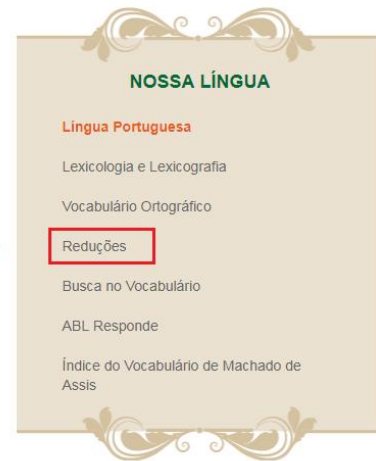 NOSSA LÍNGUA
Língua Portuguesa
Lexicologia e Lexicografia
Vocabulário Ortográfico
Reduções
Busca no Vocabulário
ABL Responde
Índice do Vocabulário de Machado de
Assis